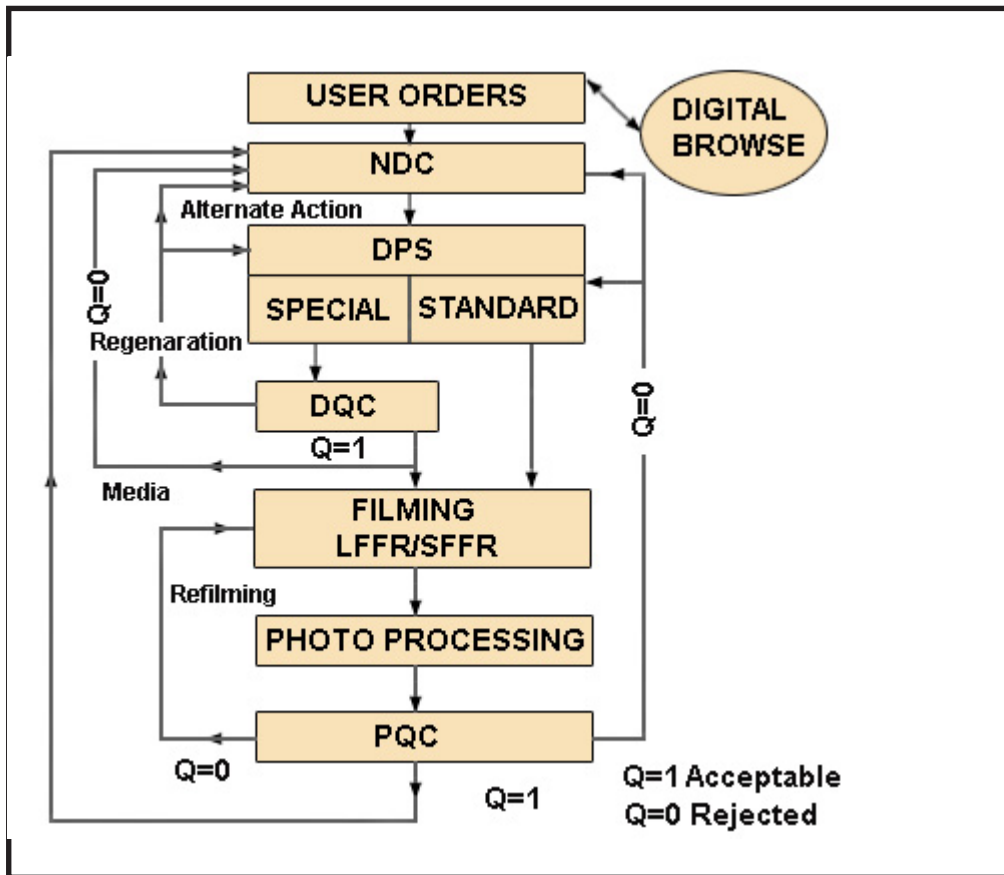 USER ORDERS
DIGITAL
BROWSE
NDC
Alternate Action
DPS
SPECIAL
STANDARD
Q=0
Regenaration
DQC
Q=1
Q=0
Media
FILMING
LFFR/SFFR
Refilming
PHOTO PROCESSING
PQC
Q=0
Q=1
Q=1 Acceptable
Q=0 Rejected